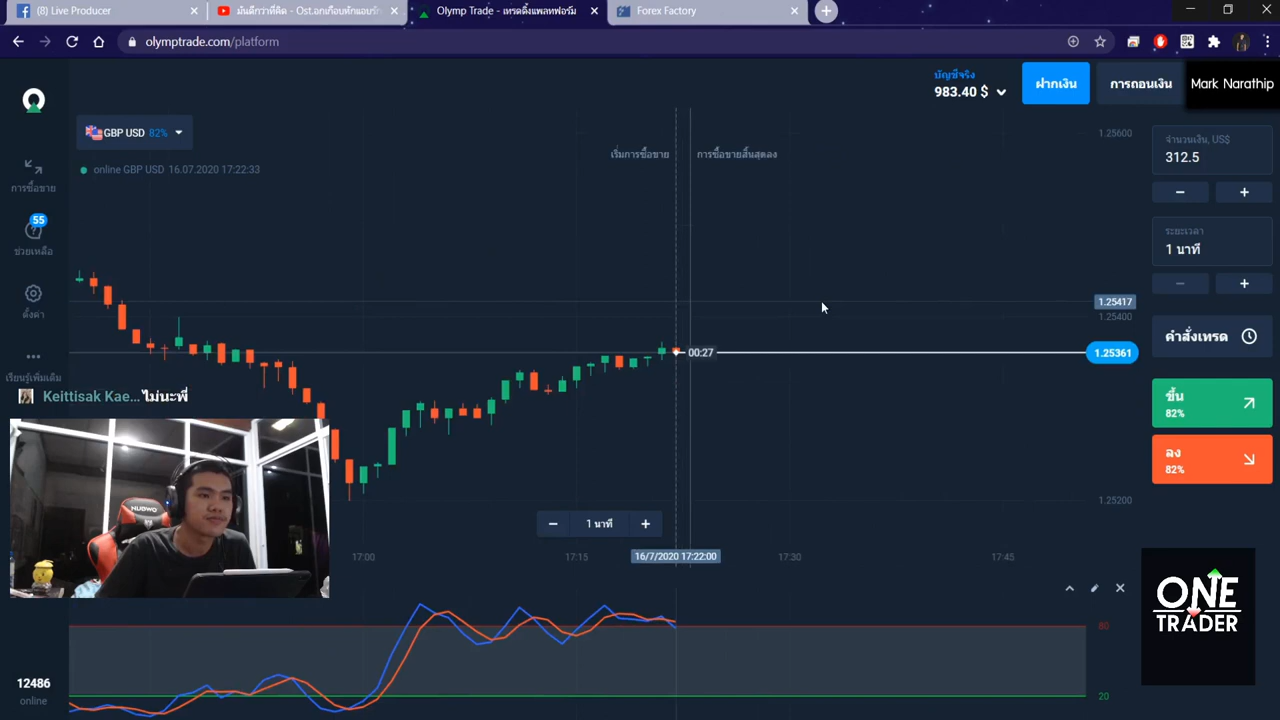 (8) Live Producer
มันดีกว่าที่คิด - Ost.อกเกือบหักแอบรัก
Olymp Trade - เทรดดิ้งแพลทฟอร์ม
Forex Factory
olymptrade.com/platform
บัญชีจริง
983.40 $
ฝากเงิน
การถอนเงิน
Mark Narathip
GBP USD 82%
online GBP USD 16.07.2020 17:22:33
เริ่มการซื้อขาย
การซื้อขายสิ้นสุดลง
1.25600
จำนวนเงิน, US$
312.5
การซื้อขาย
55
ช่วยเหลือ
ระยะเวลา
1 นาที
ตั้งค่า
1.25417
1.25400
คำสั่งเทรด
00:27
1.25361
เรียนรู้เพิ่มเติม
Keittisak Kae... ไม่นะพี่
ขึ้น
82%
ลง
82%
NUBWO
1.25200
1 นาที
17:00
17:15
16/7/2020 17:22:00
17:30
17:45
ONE
TRADER
80
20
12486
online